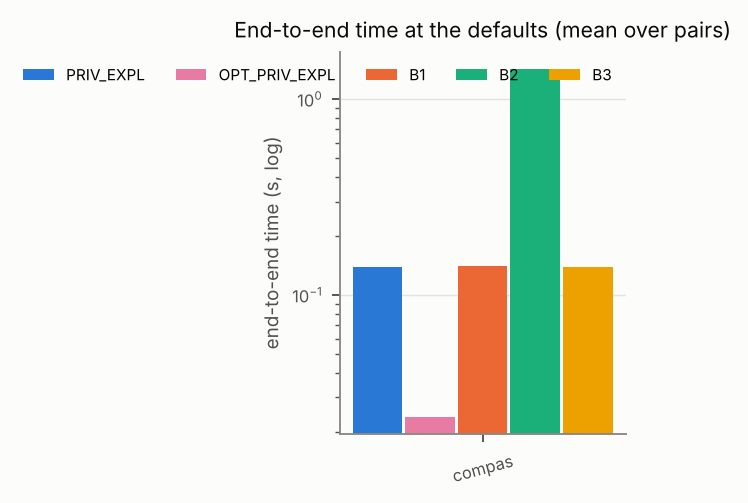 End-to-end time at the defaults (mean over pairs)
PRIV_EXPL OPT_PRIV_EXPL B1 B2 B3
10⁰
10⁻¹
end-to-end time (s, log)
compas